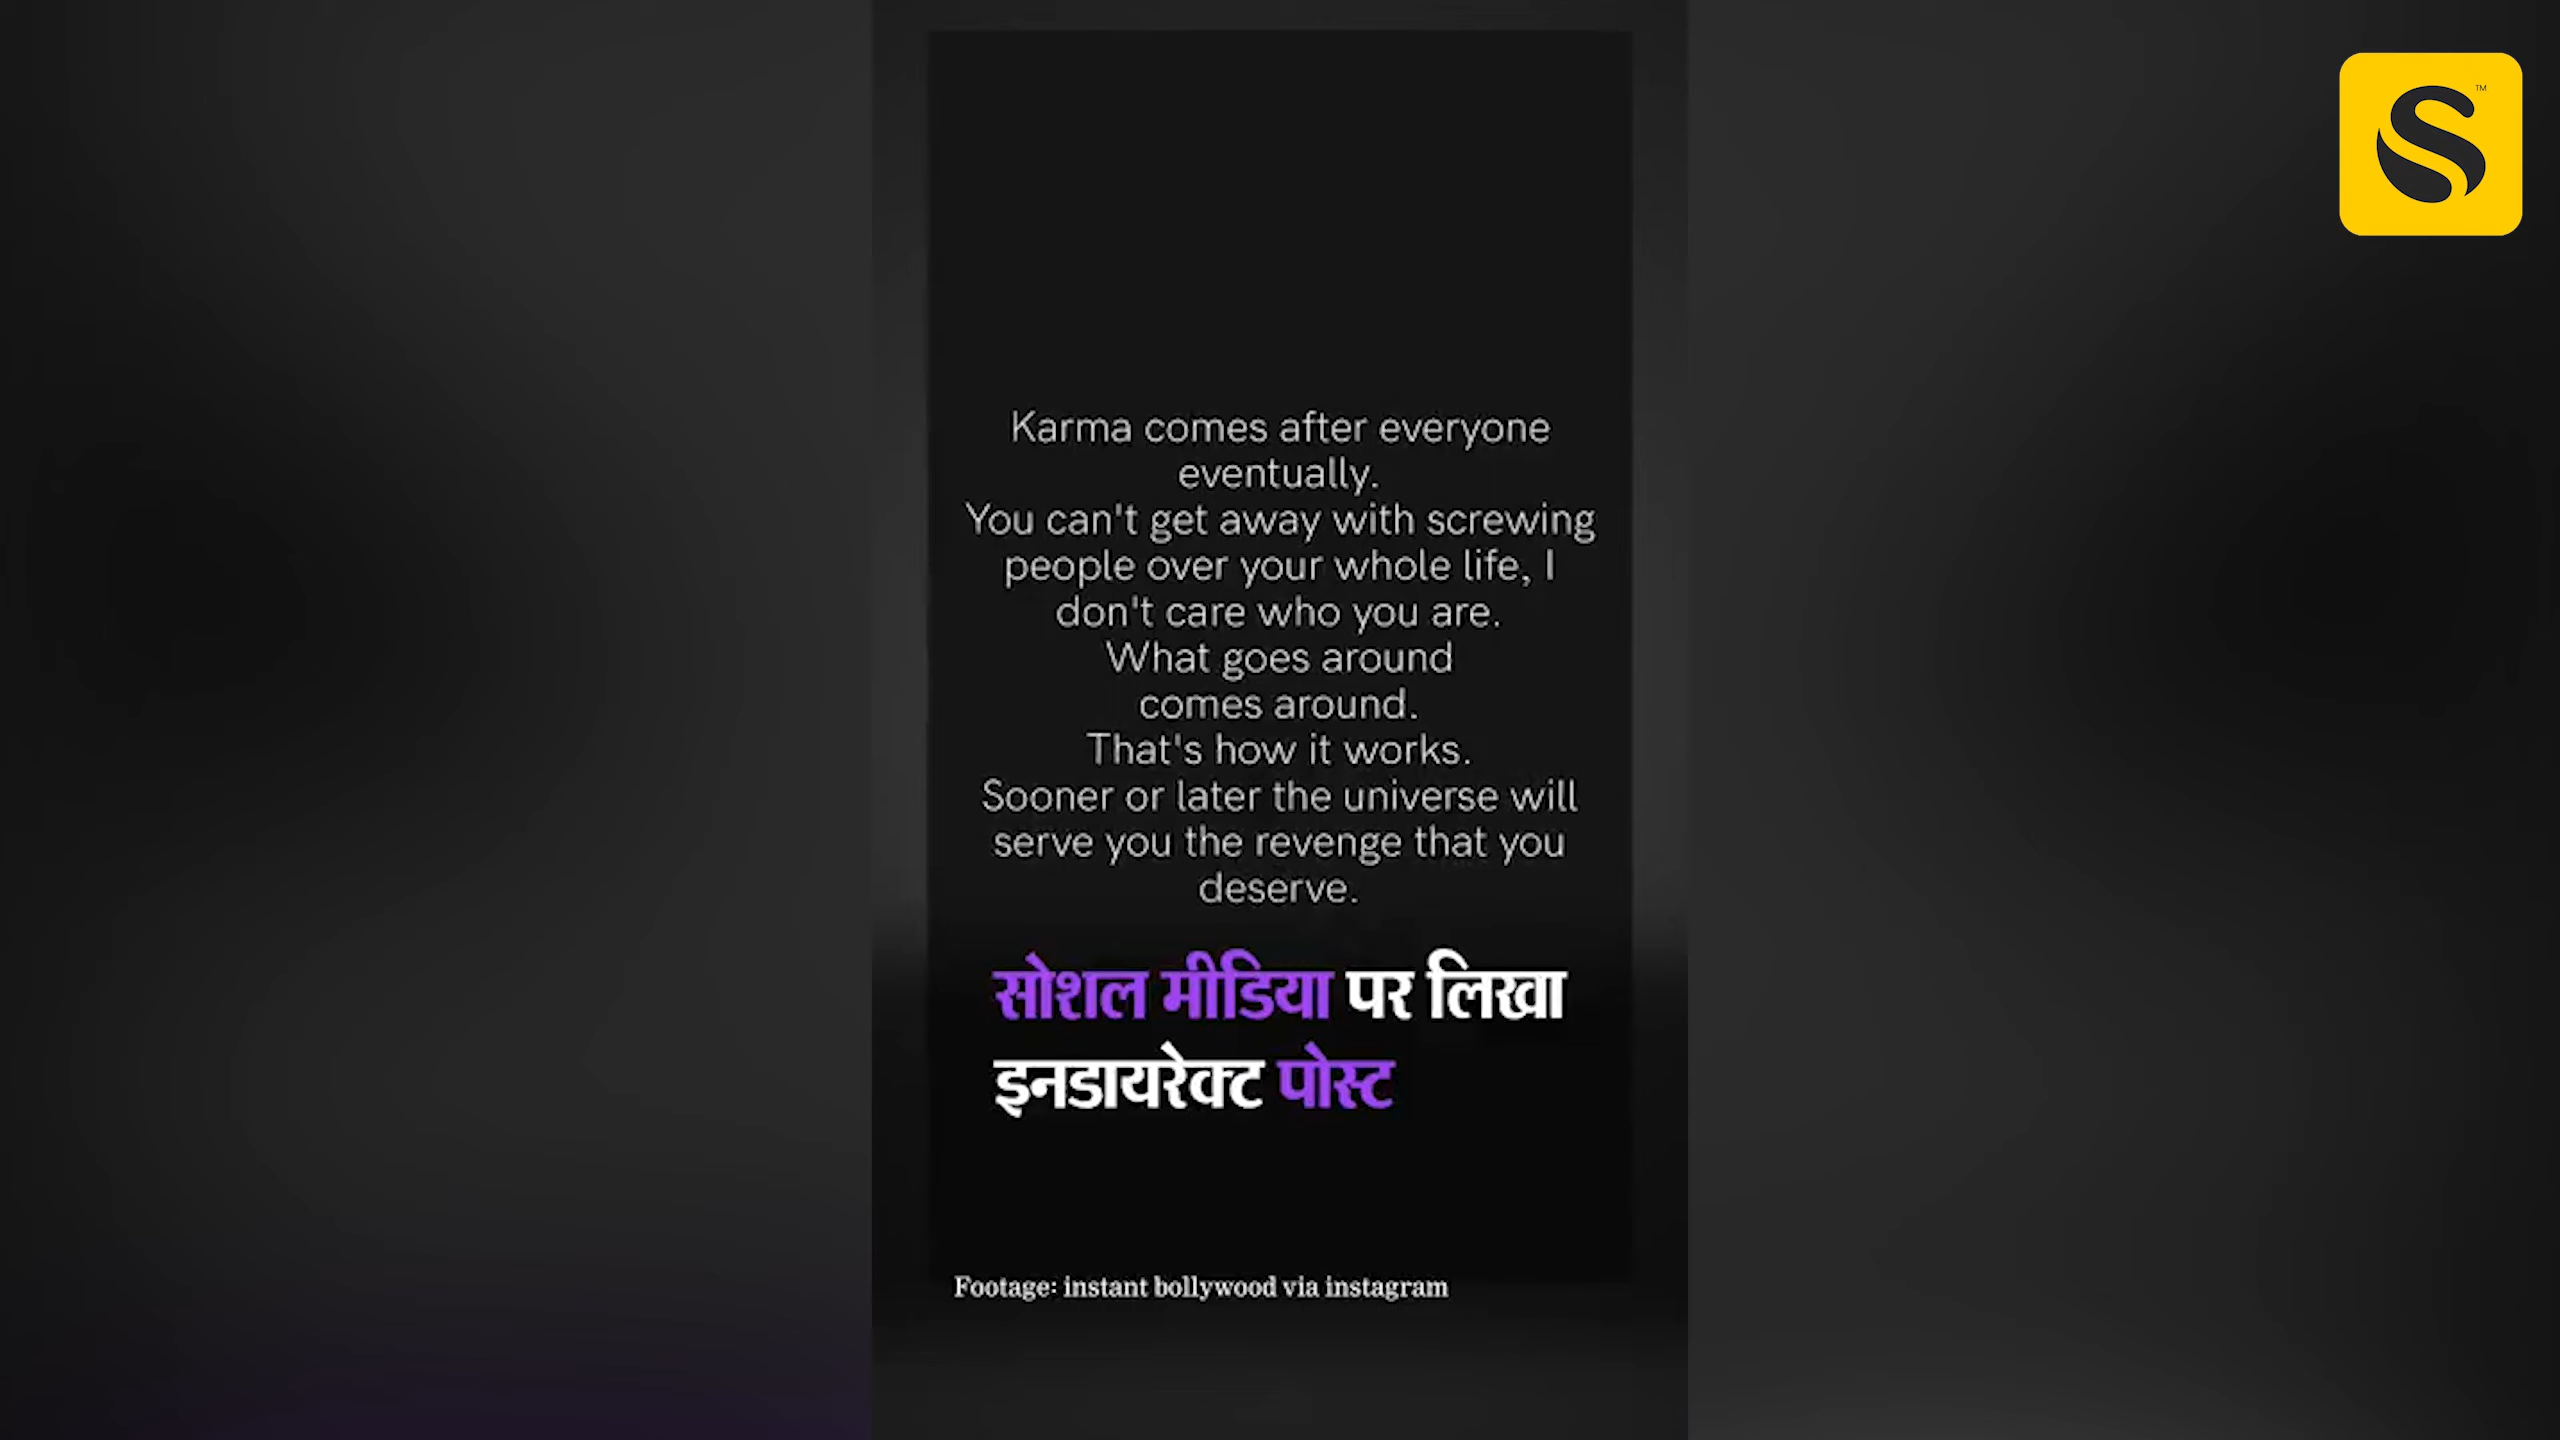 Karma comes after everyone
eventually.
You can't get away with screwing
people over your whole life, I
don't care who you are.
What goes around
comes around.
That's how it works.
Sooner or later the universe will
serve you the revenge that you
deserve.
सोशल मीडिया पर लिखा
इनडायरेक्ट पोस्ट
Footage: instant bollywood via instagram
S™